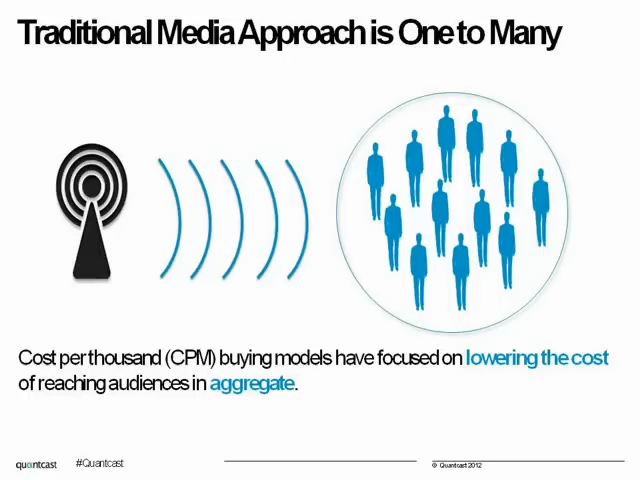 Traditional Media Approach is One to Many
Cost per thousand (CPM) buying models have focused on lowering the cost
of reaching audiences in aggregate.
quantcast
#Quantcast
© Quantcast 2012